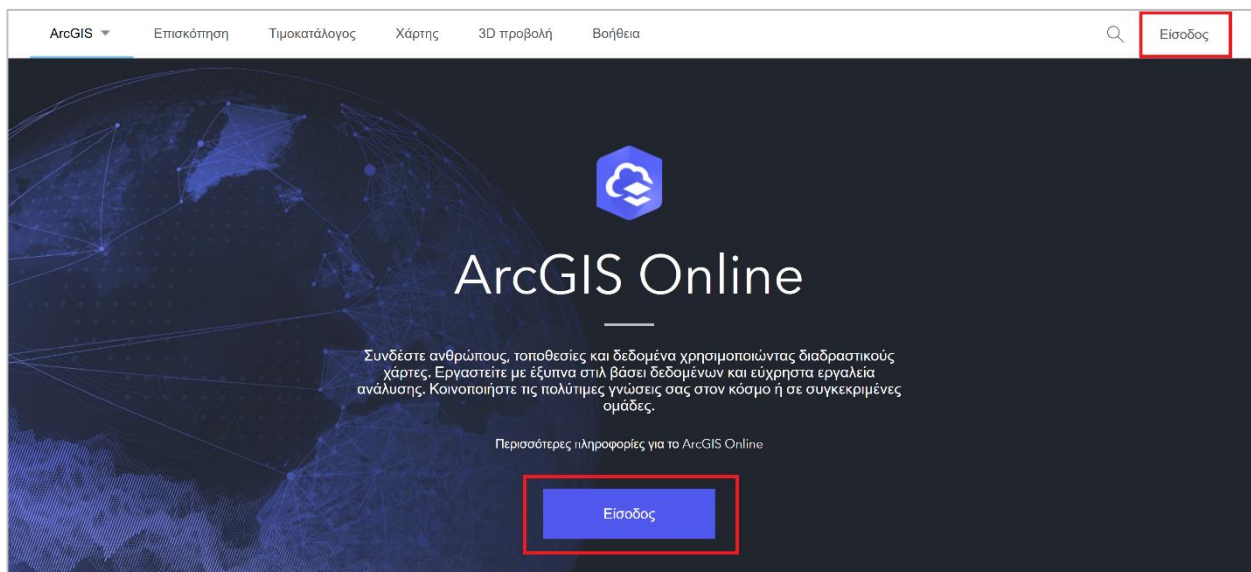 ArcGIS Επισκόπηση Τιμοκατάλογος Χάρτης 3D προβολή Βοήθεια Είσοδος
ArcGIS Online
Συνδέστε ανθρώπους, τοποθεσίες και δεδομένα χρησιμοποιώντας διαδραστικούς
χάρτες. Εργαστείτε με έξυπνα στιλ βάσει δεδομένων και εύχρηστα εργαλεία
ανάλυσης. Κοινοποιήστε τις πολύτιμες γνώσεις σας στον κόσμο ή σε συγκεκριμένες
ομάδες.
Περισσότερες πληροφορίες για το ArcGIS Online
Είσοδος